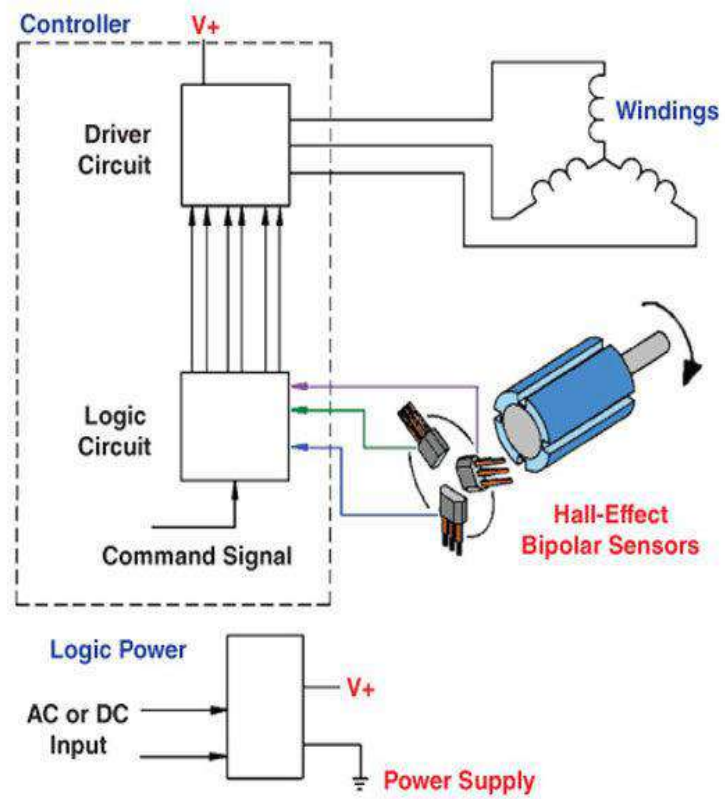 Controller
V+
Driver
Circuit
Windings
Logic
Circuit
Command Signal
Hall-Effect
Bipolar Sensors
Logic Power
V+
AC or DC
Input
Power Supply